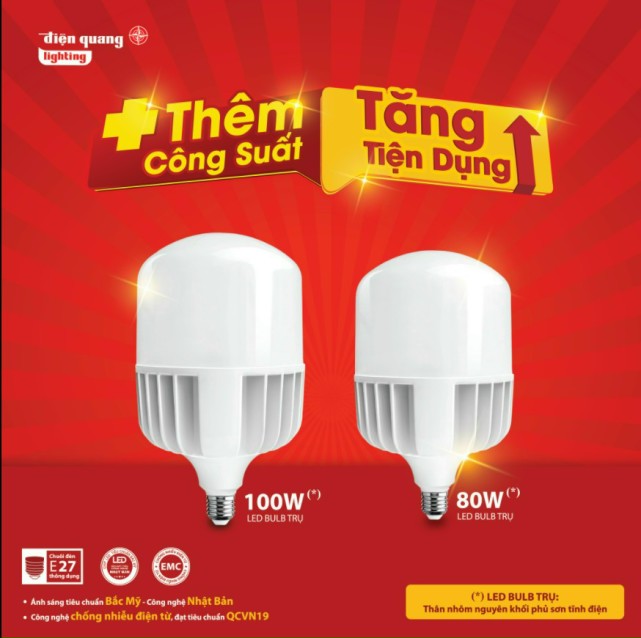 điện quang
lighting
Thêm
Công Suất
Tăng
Tiện Dụng
100W(*)
LED BULB TRỤ
80W(*)
LED BULB TRỤ
Chuôi đèn
E27
thông dụng
LED
EMC
• Ánh sáng tiêu chuẩn Bắc Mỹ - Công nghệ Nhật Bản
• Công nghệ chống nhiễu điện từ, đạt tiêu chuẩn QCVN19
(*) LED BULB TRỤ:
Thân nhôm nguyên khối phủ sơn tĩnh điện